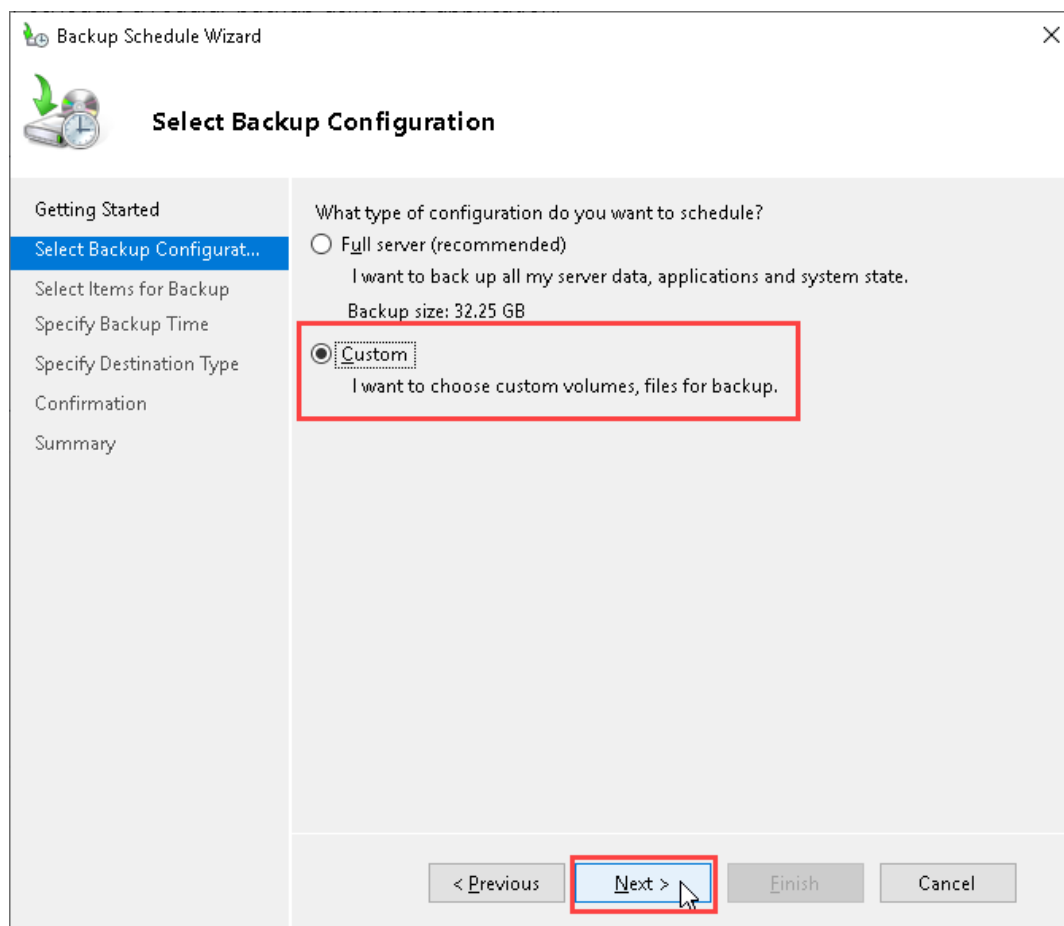 Backup Schedule Wizard
Select Backup Configuration
Getting Started
Select Backup Configurat...
Select Items for Backup
Specify Backup Time
Specify Destination Type
Confirmation
Summary
What type of configuration do you want to schedule?
Full server (recommended)
I want to back up all my server data, applications and system state.
Backup size: 32.25 GB
Custom
I want to choose custom volumes, files for backup.
< Previous
Next >
Finish
Cancel